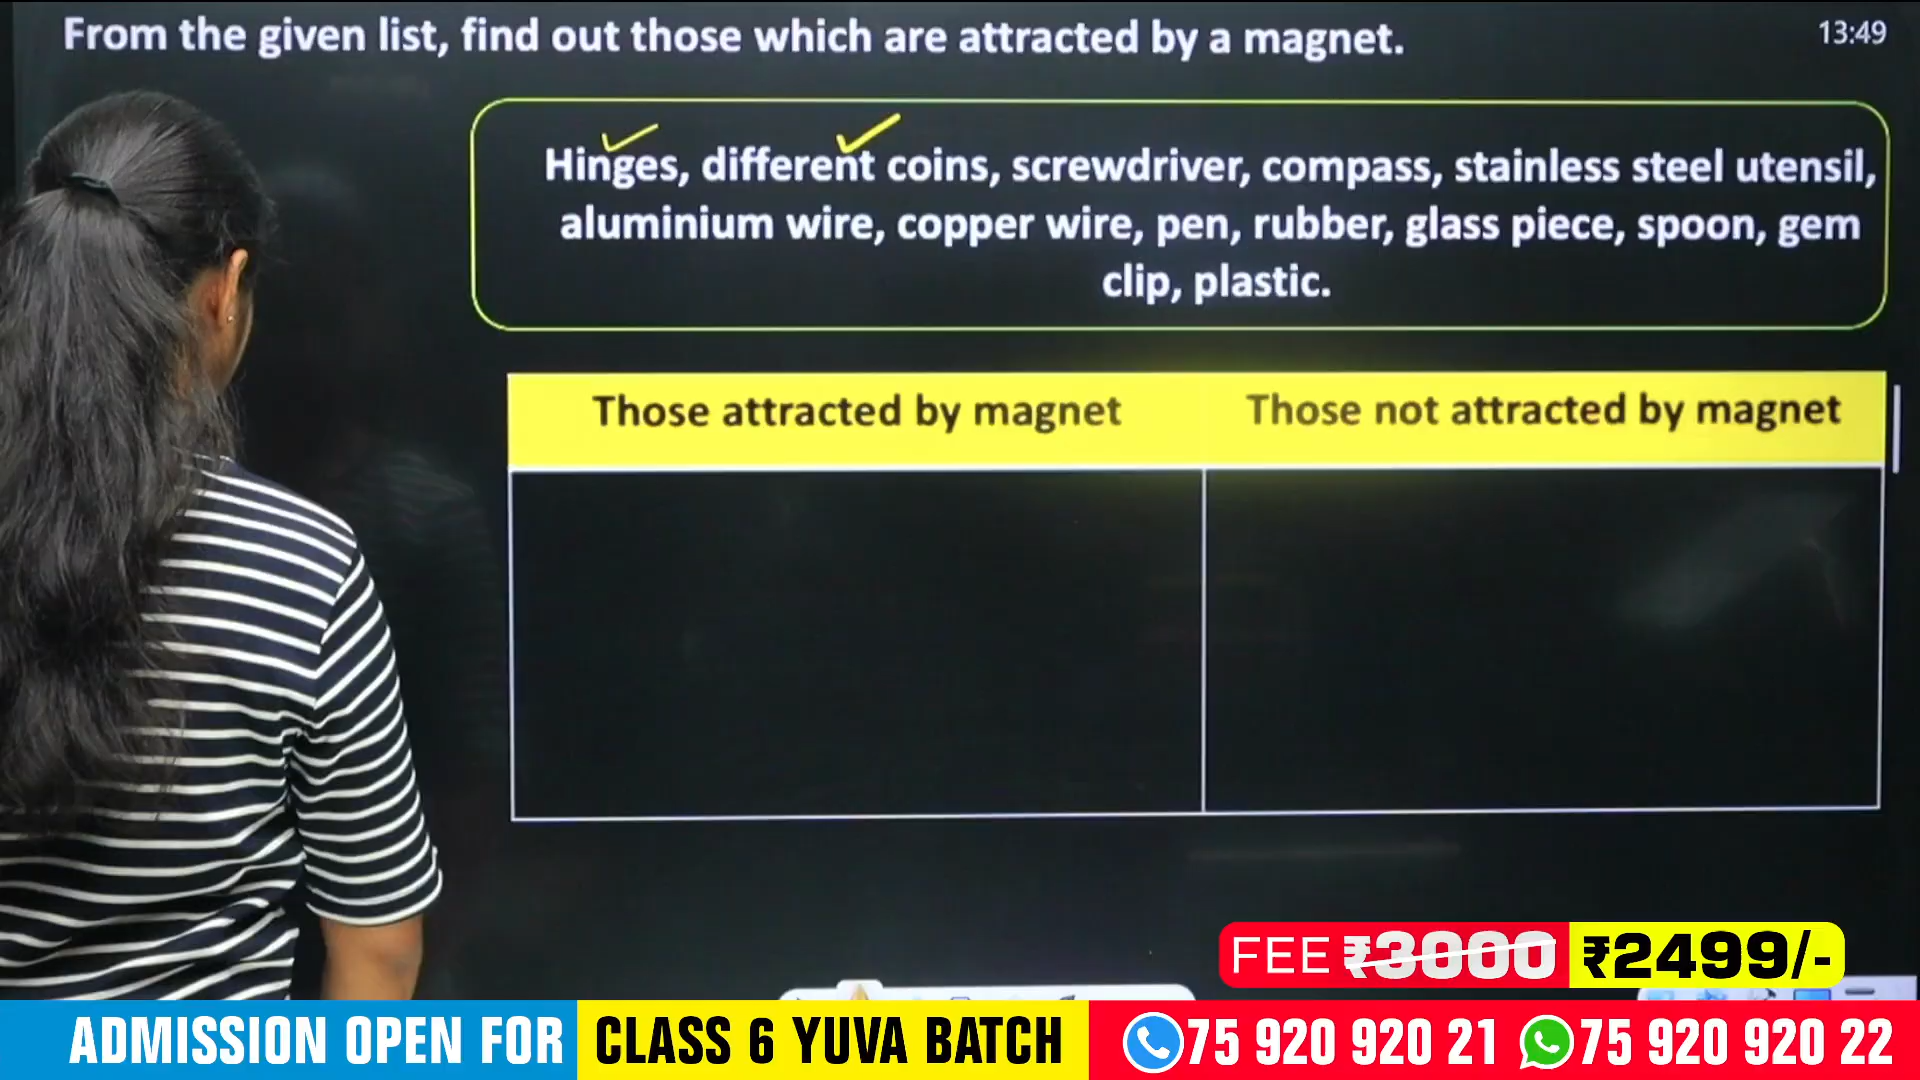 From the given list, find out those which are attracted by a magnet.
13:49
Hinges, different coins, screwdriver, compass, stainless steel utensil,
aluminium wire, copper wire, pen, rubber, glass piece, spoon, gem
clip, plastic.
Those attracted by magnet
Those not attracted by magnet
FEE ₹3000 ₹2499/-
ADMISSION OPEN FOR CLASS 6 YUVA BATCH 75 920 920 21 75 920 920 22